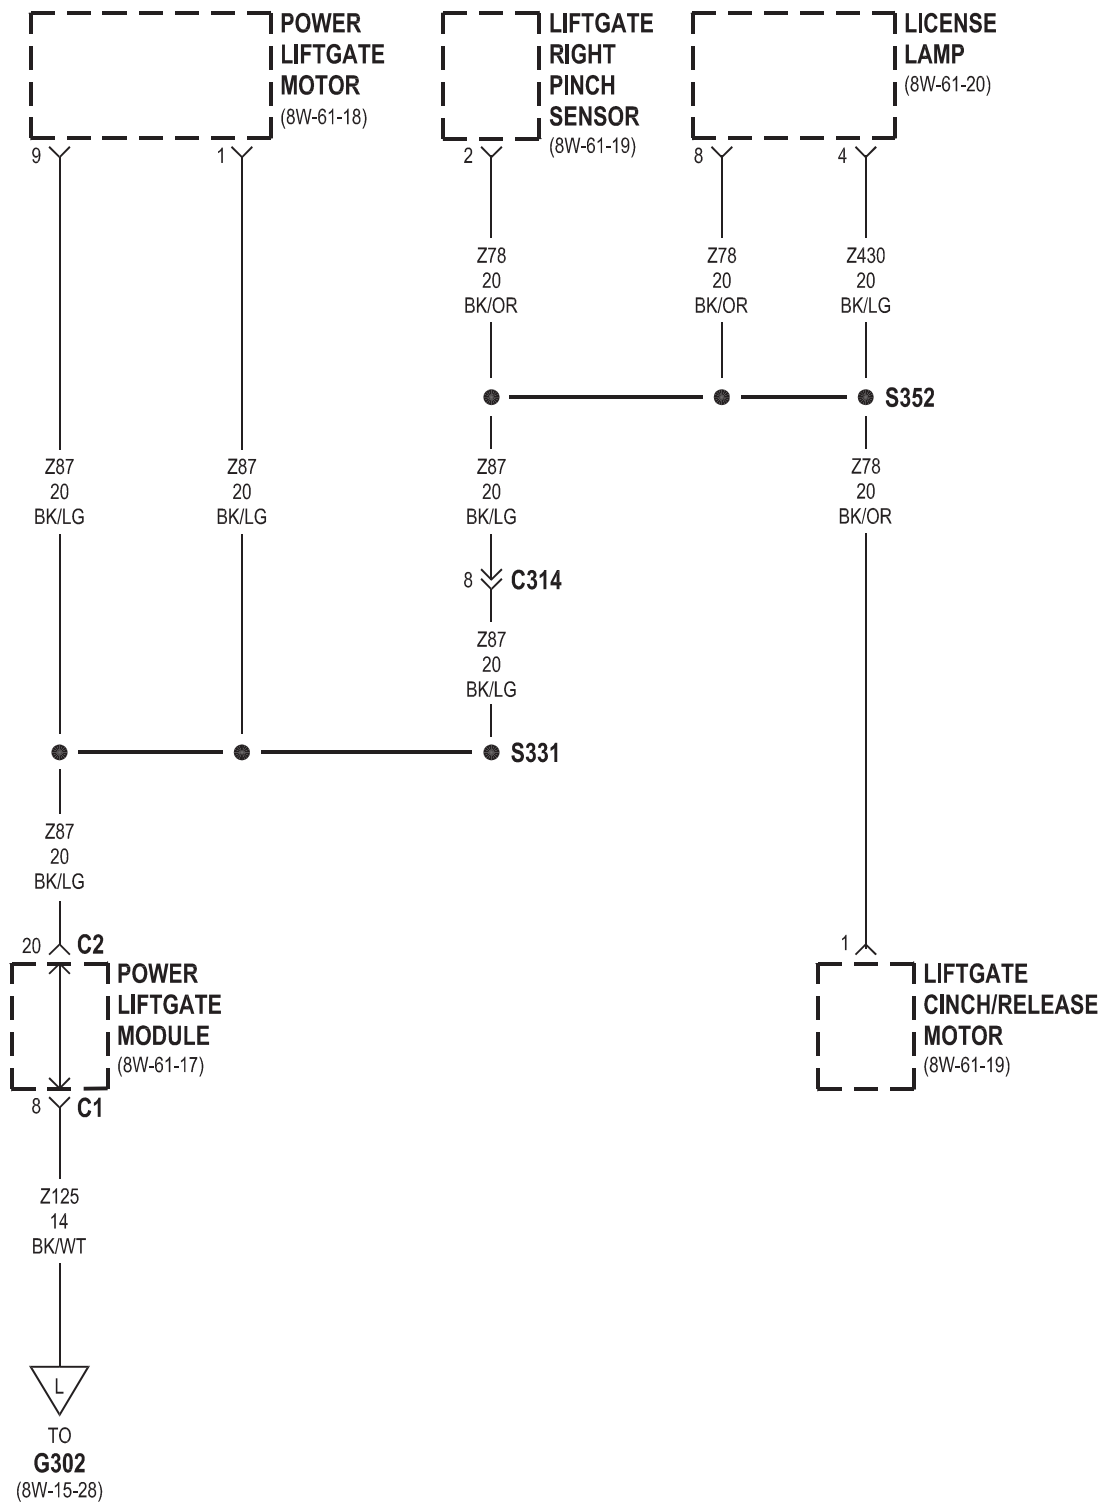 POWER
LIFTGATE
MOTOR
(8W-61-18)
LIFTGATE
RIGHT
PINCH
SENSOR
(8W-61-19)
LICENSE
LAMP
(8W-61-20)
9
1
2
8
4
Z78
20
BK/OR
Z78
20
BK/OR
Z430
20
BK/LG
S352
Z87
20
BK/LG
Z87
20
BK/LG
Z87
20
BK/LG
Z78
20
BK/OR
8
C314
Z87
20
BK/LG
S331
Z87
20
BK/LG
20
C2
POWER
LIFTGATE
MODULE
(8W-61-17)
8
C1
1
LIFTGATE
CINCH/RELEASE
MOTOR
(8W-61-19)
Z125
14
BK/WT
L
TO
G302
(8W-15-28)